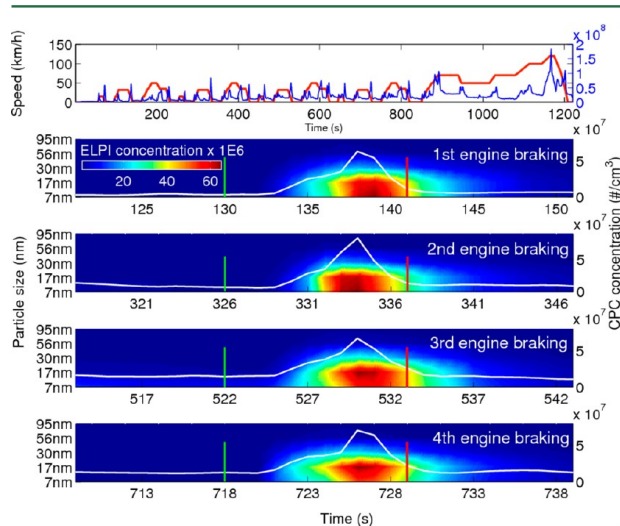 x 10^8
Speed (km/h)
150
100
50
0
2
1.5
1
0.5
0
200 400 600 800 1000 1200
Time (s)
Particle size (nm)
CPC concentration (#/cm3)
ELPI concentration x 1E6
20 40 60
1st engine braking
95nm
56nm
30nm
17nm
7nm
x 10^7
5
0
125 130 135 140 145 150
2nd engine braking
95nm
56nm
30nm
17nm
7nm
x 10^7
5
0
321 326 331 336 341 346
3rd engine braking
95nm
56nm
30nm
17nm
7nm
x 10^7
5
0
517 522 527 532 537 542
4th engine braking
95nm
56nm
30nm
17nm
7nm
x 10^7
5
0
713 718 723 728 733 738
Time (s)